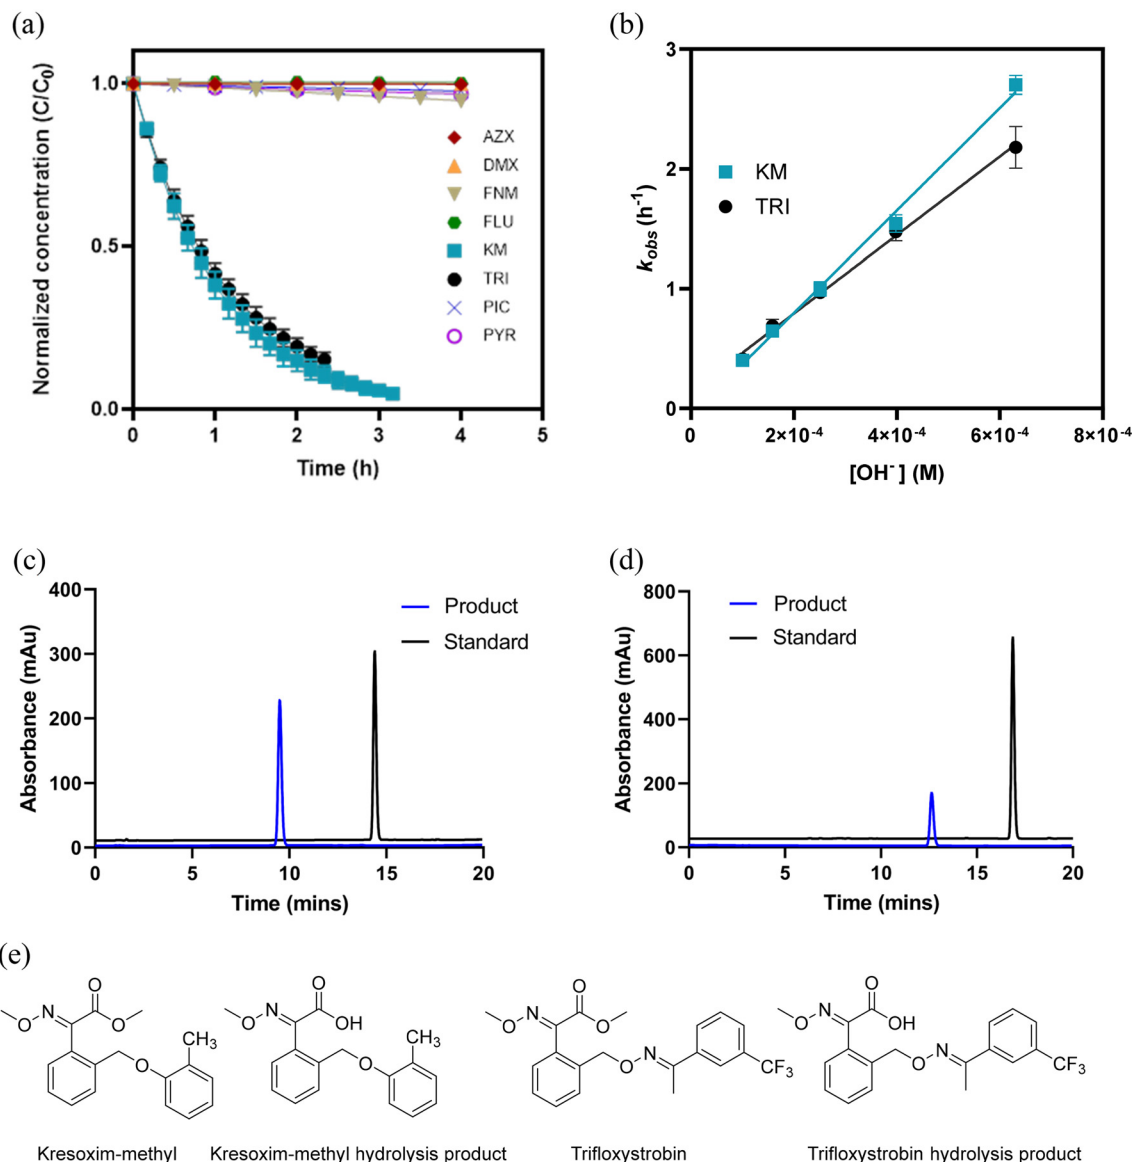 (a)
Normalized concentration (C/C0)
1.0
0.5
0.0
0 1 2 3 4 5
Time (h)
AZX
DMX
FNM
FLU
KM
TRI
PIC
PYR
(b)
kobs (h-1)
3
2
1
0
0 2×10-4 4×10-4 6×10-4 8×10-4
[OH-] (M)
KM
TRI
(c)
Absorbance (mAu)
400
300
200
100
0
0 5 10 15 20
Time (mins)
Product
Standard
(d)
Absorbance (mAu)
800
600
400
200
0
0 5 10 15 20
Time (mins)
Product
Standard
(e)
O N O O CH3 O
O N O OH CH3 O
O N O O O N CF3
O N O OH O N CF3
Kresoxim-methyl Kresoxim-methyl hydrolysis product Trifloxystrobin Trifloxystrobin hydrolysis product